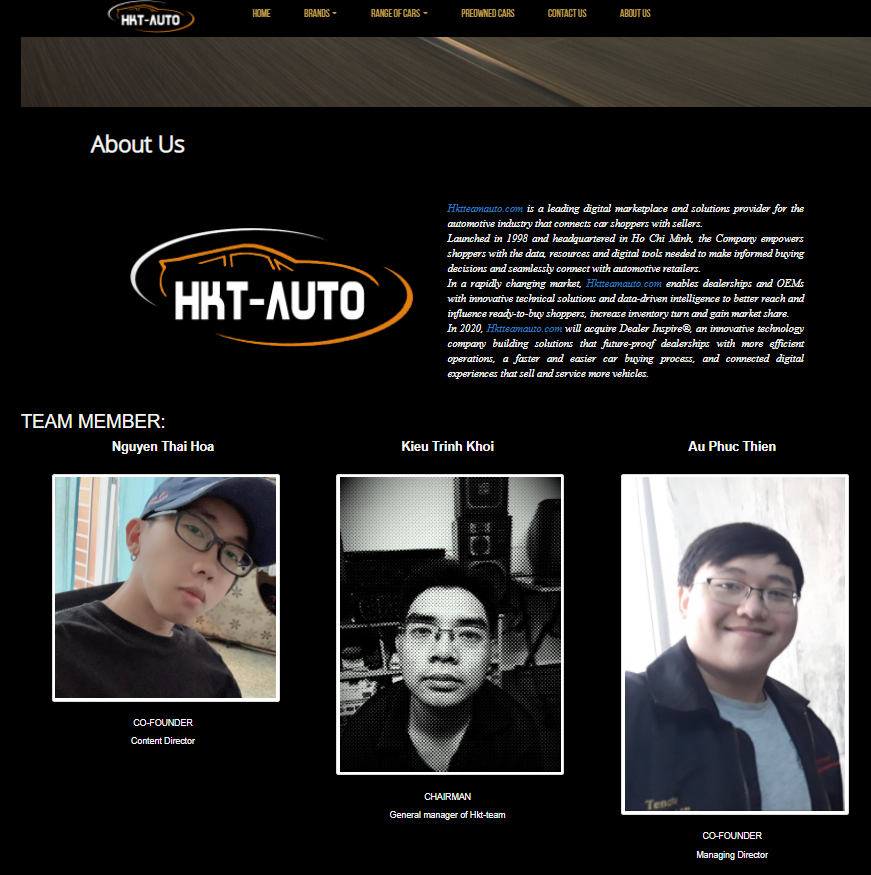 HKT-AUTO
HOME BRANDS RANGE OF CARS PREOWNED CARS CONTACT US ABOUT US
About Us
HKT-AUTO
Hktteamauto.com is a leading digital marketplace and solutions provider for the
automotive industry that connects car shoppers with sellers.
Launched in 1998 and headquartered in Ho Chi Minh, the Company empowers
shoppers with the data, resources and digital tools needed to make informed buying
decisions and seamlessly connect with automotive retailers.
In a rapidly changing market, Hktteamauto.com enables dealerships and OEMs
with innovative technical solutions and data-driven intelligence to better reach and
influence ready-to-buy shoppers, increase inventory turn and gain market share.
In 2020, Hktteamauto.com will acquire Dealer Inspire®, an innovative technology
company building solutions that future-proof dealerships with more efficient
operations, a faster and easier car buying process, and connected digital
experiences that sell and service more vehicles.
TEAM MEMBER:
Nguyen Thai Hoa
Kieu Trinh Khoi
Au Phuc Thien
CO-FOUNDER
Content Director
CHAIRMAN
General manager of Hkt-team
CO-FOUNDER
Managing Director